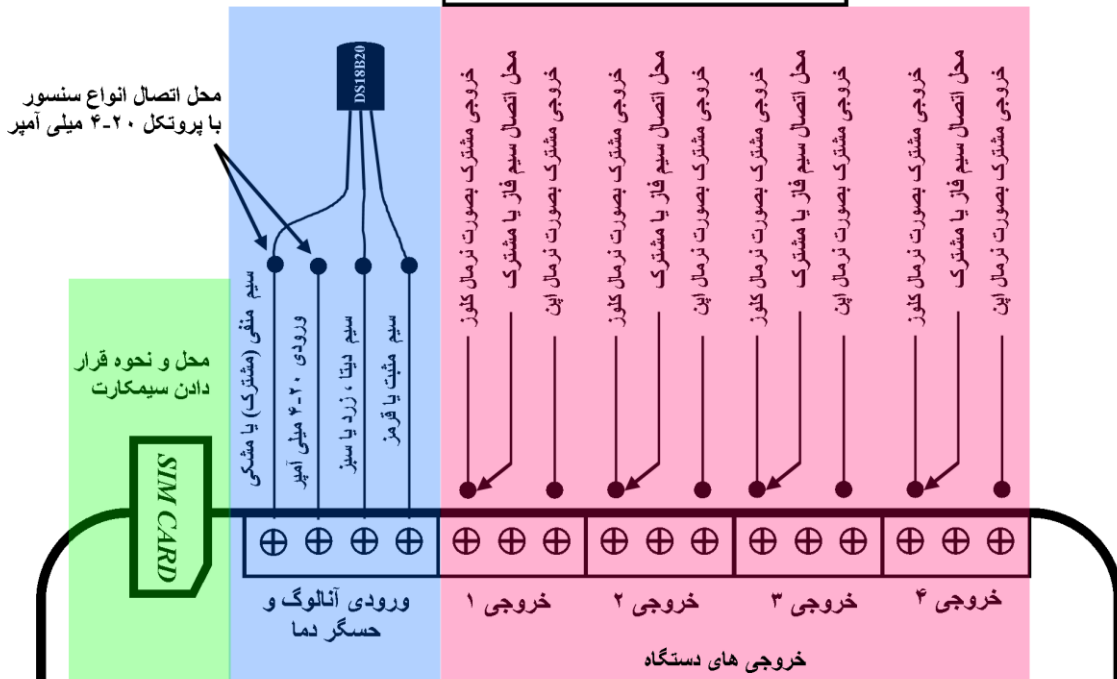 محل اتصال انواع سنسور
با پروتکل ۲۰-۴ میلی آمپر
DS18B20
محل و نحوه قرار
دادن سیمکارت
SIM CARD
سیم منفی (مشترک) یا مشکی
ورودی ۲۰-۴ میلی آمپر
سیم دیتا ، زرد یا سبز
سیم مثبت یا قرمز
خروجی مشترک بصورت نرمال کلوز
محل اتصال سیم فاز یا مشترک
خروجی مشترک بصورت نرمال اپن
خروجی مشترک بصورت نرمال کلوز
محل اتصال سیم فاز یا مشترک
خروجی مشترک بصورت نرمال اپن
خروجی مشترک بصورت نرمال کلوز
محل اتصال سیم فاز یا مشترک
خروجی مشترک بصورت نرمال اپن
خروجی مشترک بصورت نرمال کلوز
محل اتصال سیم فاز یا مشترک
خروجی مشترک بصورت نرمال اپن
ورودی آنالوگ و
حسگر دما
خروجی ۱
خروجی ۲
خروجی ۳
خروجی ۴
خروجی های دستگاه